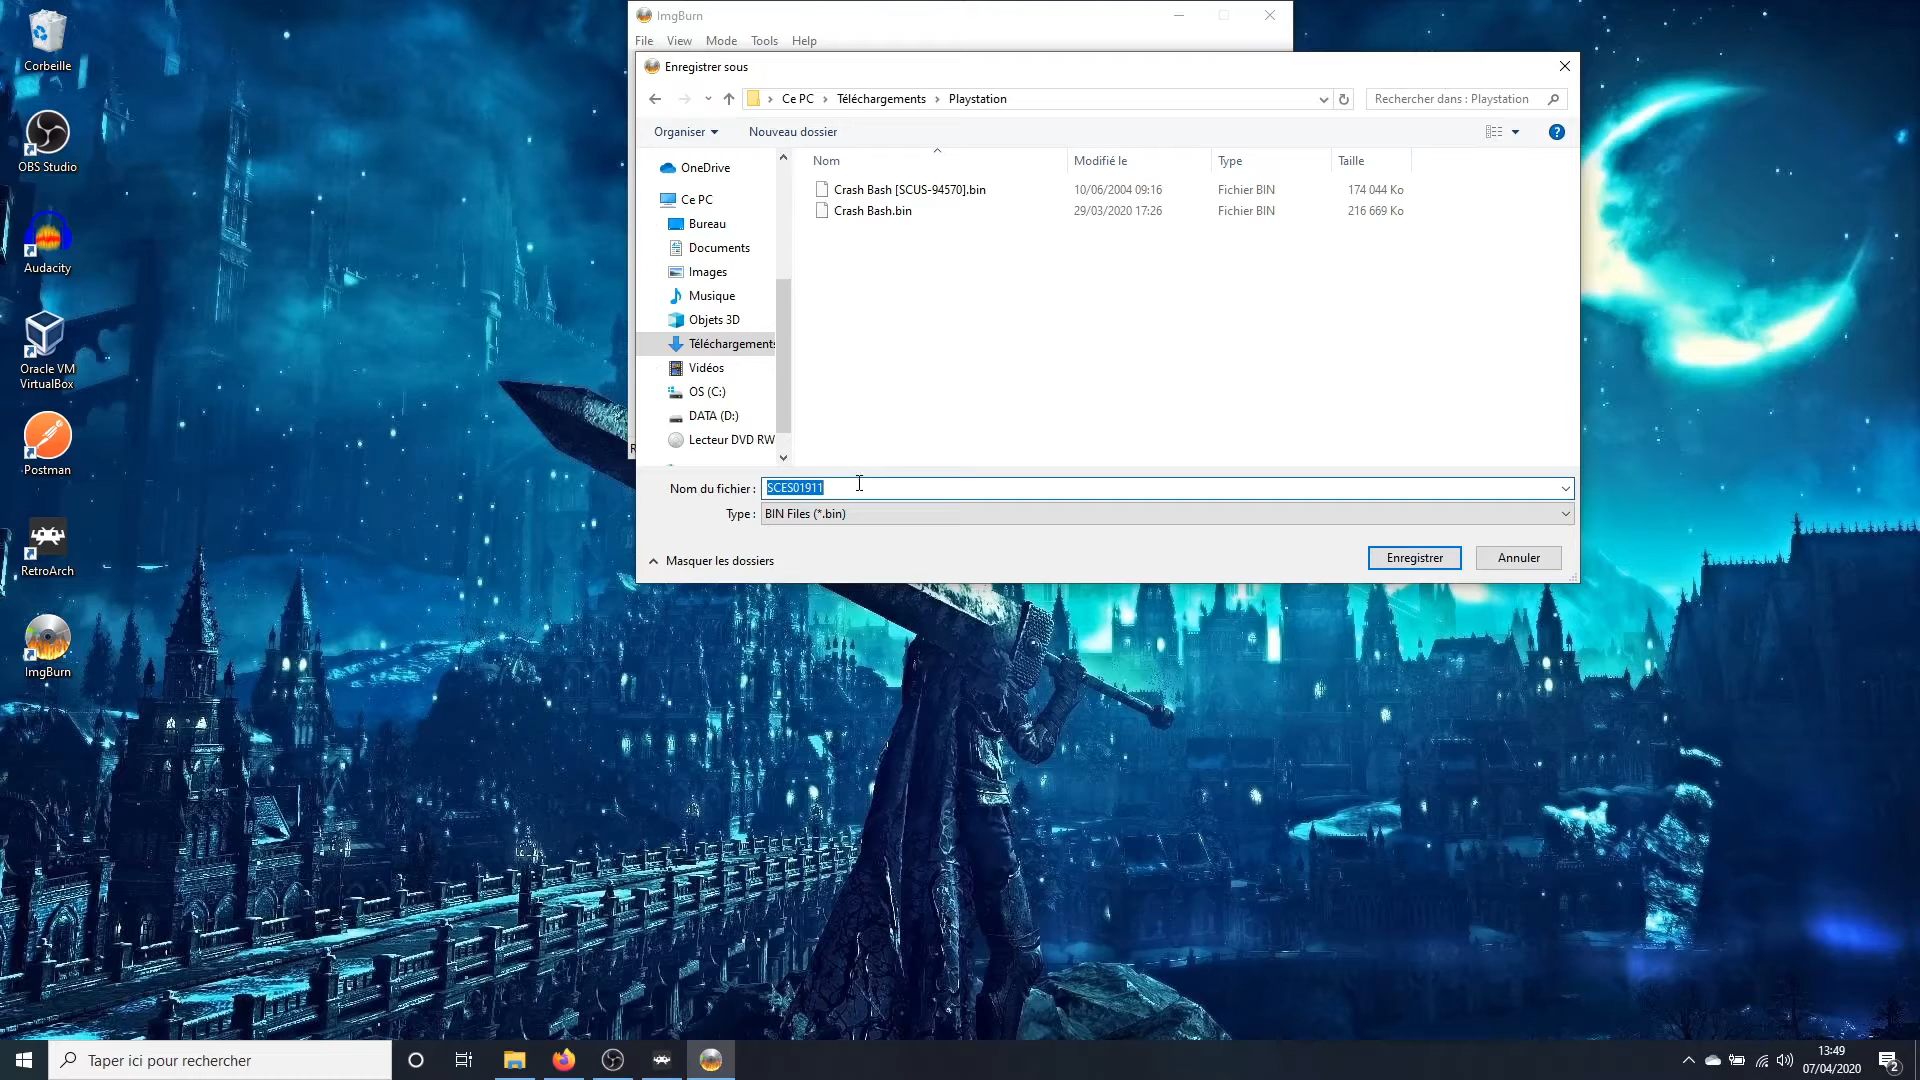 Corbeille
OBS Studio
Audacity
Oracle VM
VirtualBox
Postman
RetroArch
ImgBurn
ImgBurn
File View Mode Tools Help
Enregistrer sous
Ce PC Téléchargements Playstation
Rechercher dans : Playstation
Organiser Nouveau dossier
Nom Modifié le Type Taille
OneDrive
Ce PC
Bureau
Documents
Images
Musique
Objets 3D
Téléchargements
Vidéos
OS (C:)
DATA (D:)
Lecteur DVD RW
Crash Bash [SCUS-94570].bin 10/06/2004 09:16 Fichier BIN 174 044 Ko
Crash Bash.bin 29/03/2020 17:26 Fichier BIN 216 669 Ko
R
Nom du fichier : SCES01911
Type : BIN Files (*.bin)
Masquer les dossiers
Enregistrer Annuler
Taper ici pour rechercher
13:49
07/04/2020
2